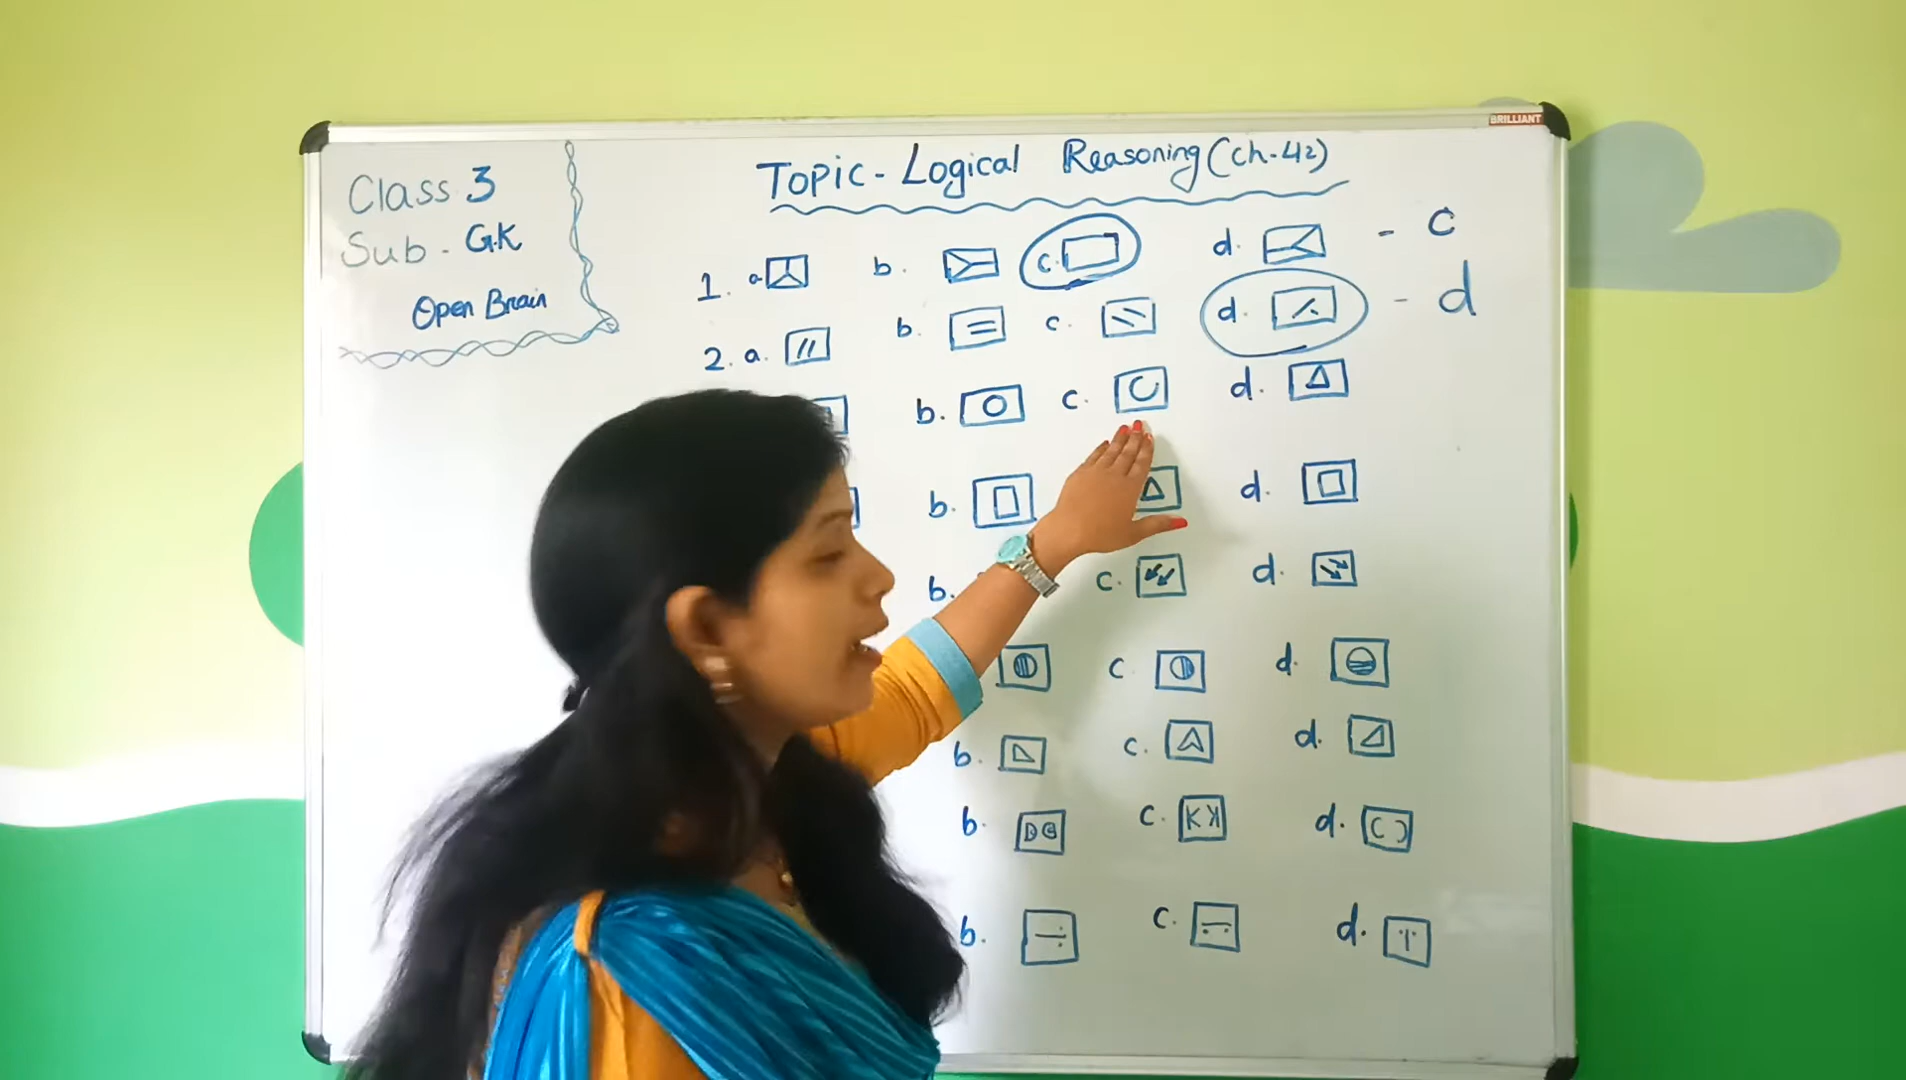 BRILLIANT
Class 3
Sub - G.K
Open Brain
Topic - Logical Reasoning (Ch-42)
1. a. b. c. d. - c
2. a. b. c. d. - d
b. c. d.
b. d.
b. c. d.
c d.
b. c. d.
b. c. K K d.
b. c. d.